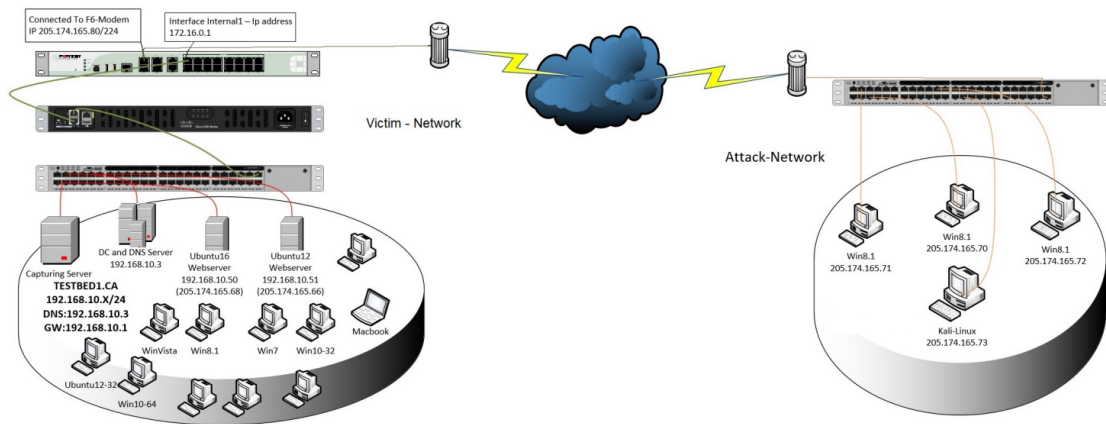 Connected To F6-Modem
IP 205.174.165.80/224
Interface Internal1 – Ip address
172.16.0.1
Victim - Network
Attack-Network
Capturing Server
DC and DNS Server
192.168.10.3
Ubuntu16
Webserver
192.168.10.50
(205.174.165.68)
Ubuntu12
Webserver
192.168.10.51
(205.174.165.66)
TESTBED1.CA
192.168.10.X/24
DNS:192.168.10.3
GW:192.168.10.1
Macbook
WinVista
Win8.1
Win7
Win10-32
Ubuntu12-32
Win10-64
Win8.1
205.174.165.71
Win8.1
205.174.165.70
Win8.1
205.174.165.72
Kali-Linux
205.174.165.73